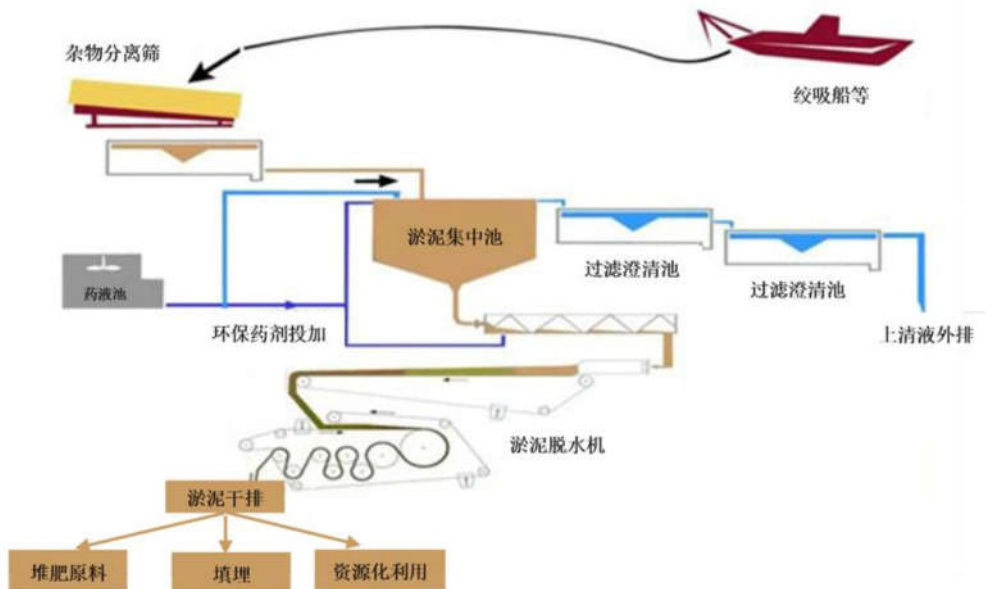 杂物分离筛
绞吸船等
淤泥集中池
过滤澄清池
过滤澄清池
药液池
环保药剂投加
上清液外排
淤泥脱水机
淤泥干排
堆肥原料
填埋
资源化利用